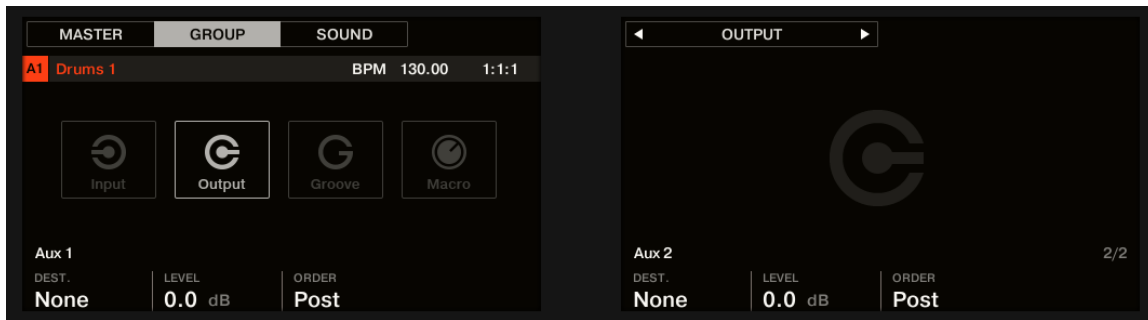 MASTER GROUP SOUND
A1 Drums 1 BPM 130.00 1:1:1
Input Output Groove Macro
Aux 1
DEST. LEVEL ORDER
None 0.0 dB Post
OUTPUT
Aux 2 2/2
DEST. LEVEL ORDER
None 0.0 dB Post